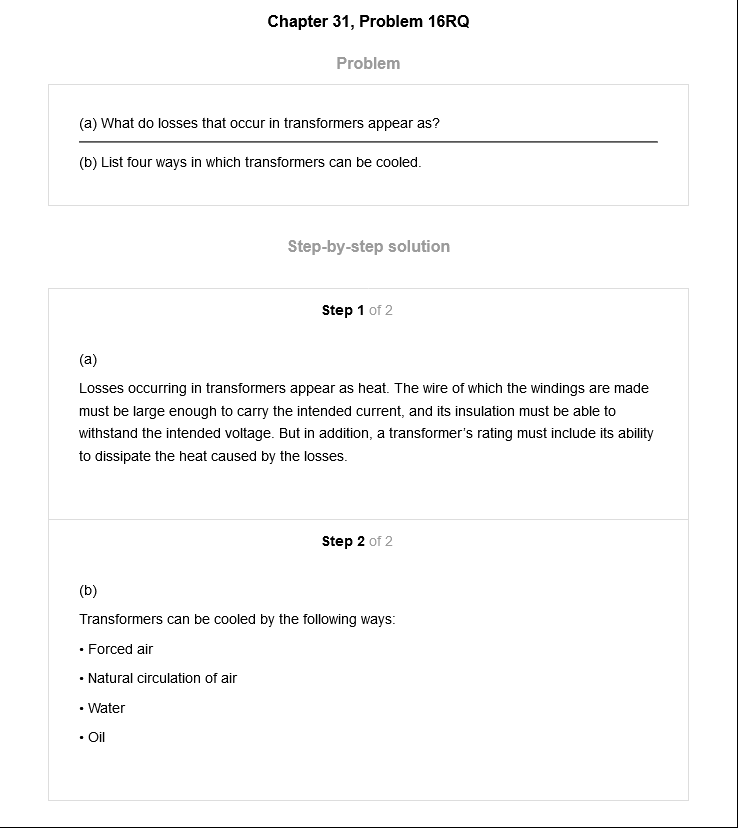 Chapter 31, Problem 16RQ
Problem
(a) What do losses that occur in transformers appear as?
(b) List four ways in which transformers can be cooled.
Step-by-step solution
Step 1 of 2
(a)
Losses occurring in transformers appear as heat. The wire of which the windings are made
must be large enough to carry the intended current, and its insulation must be able to
withstand the intended voltage. But in addition, a transformer’s rating must include its ability
to dissipate the heat caused by the losses.
Step 2 of 2
(b)
Transformers can be cooled by the following ways:
• Forced air
• Natural circulation of air
• Water
• Oil